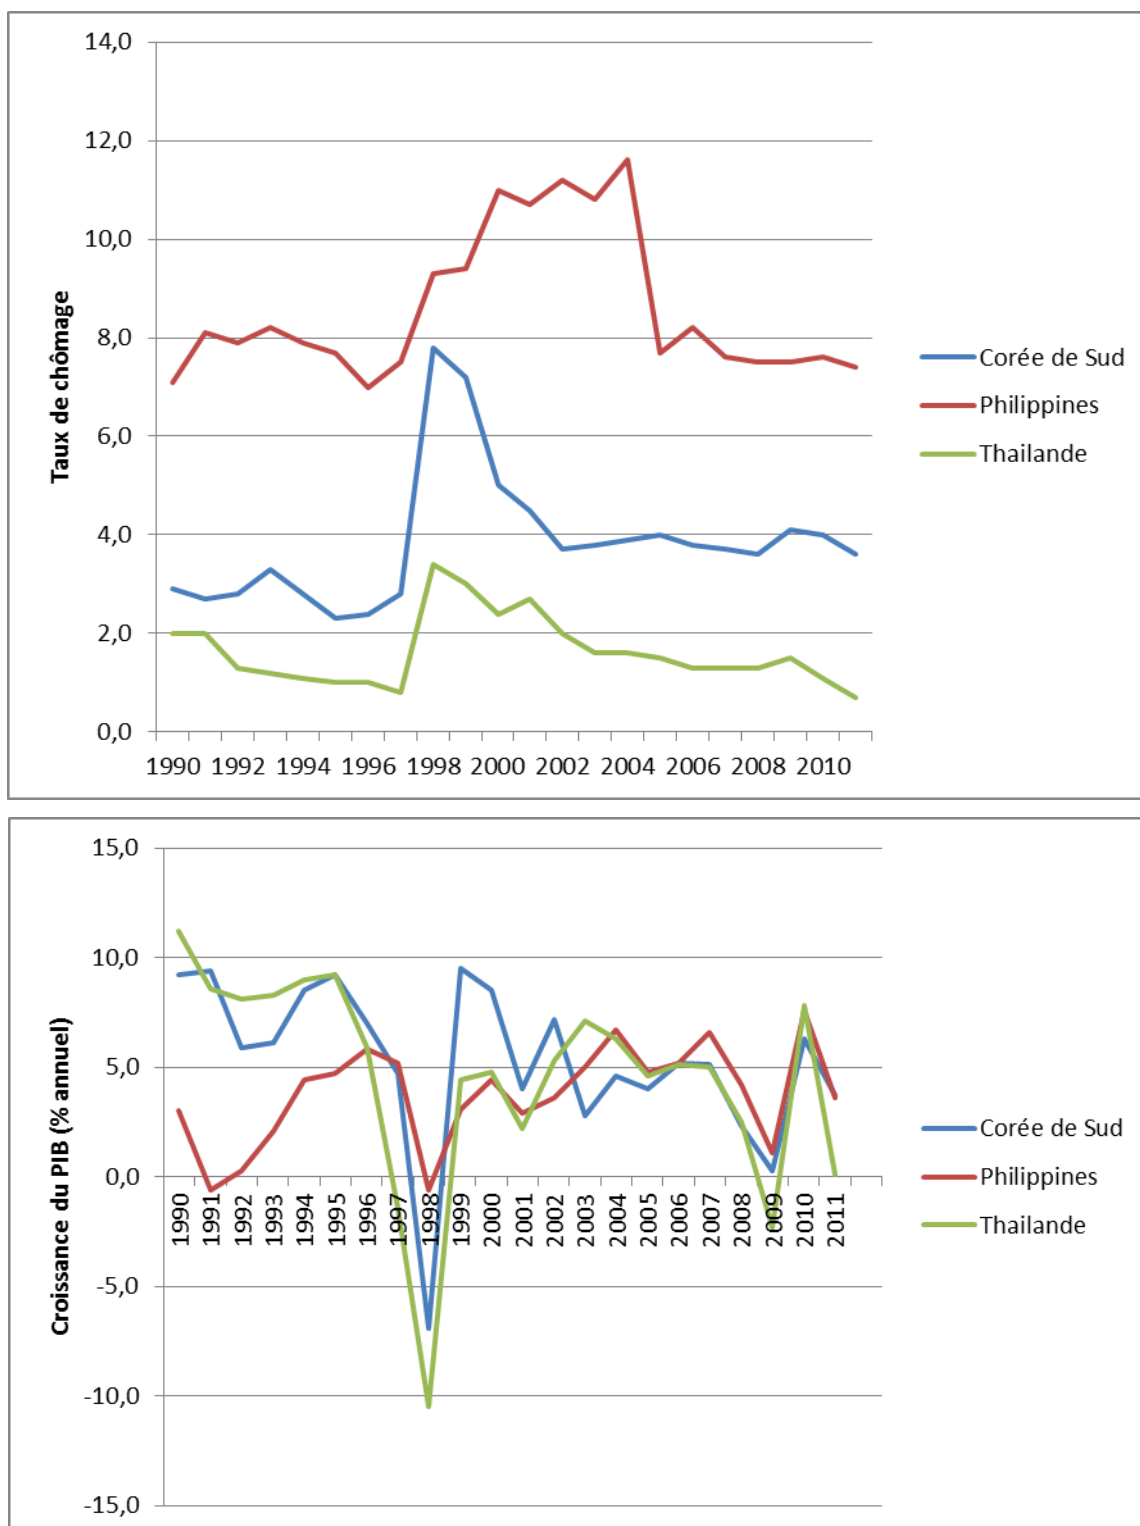 14,0
12,0
10,0
8,0
6,0
4,0
2,0
0,0
Taux de chômage
1990 1992 1994 1996 1998 2000 2002 2004 2006 2008 2010
Corée de Sud
Philippines
Thailande
15,0
10,0
5,0
0,0
-5,0
-10,0
-15,0
Croissance du PIB (% annuel)
1990 1991 1992 1993 1994 1995 1996 1997 1998 1999 2000 2001 2002 2003 2004 2005 2006 2007 2008 2009 2010 2011
Corée de Sud
Philippines
Thailande